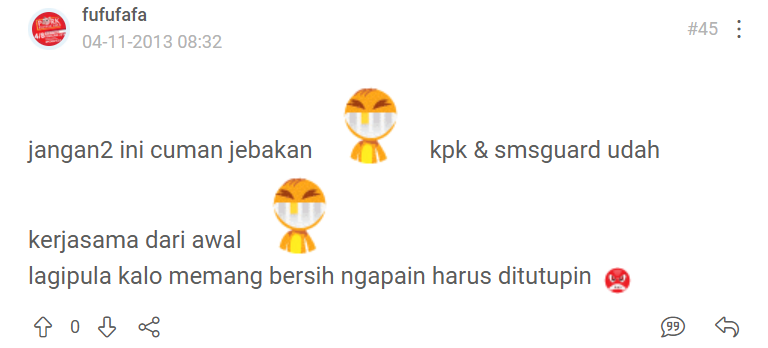 fufufafa
04-11-2013 08:32
#45
jangan2 ini cuman jebakan kpk & smsguard udah
kerjasama dari awal
lagipula kalo memang bersih ngapain harus ditutupin
0